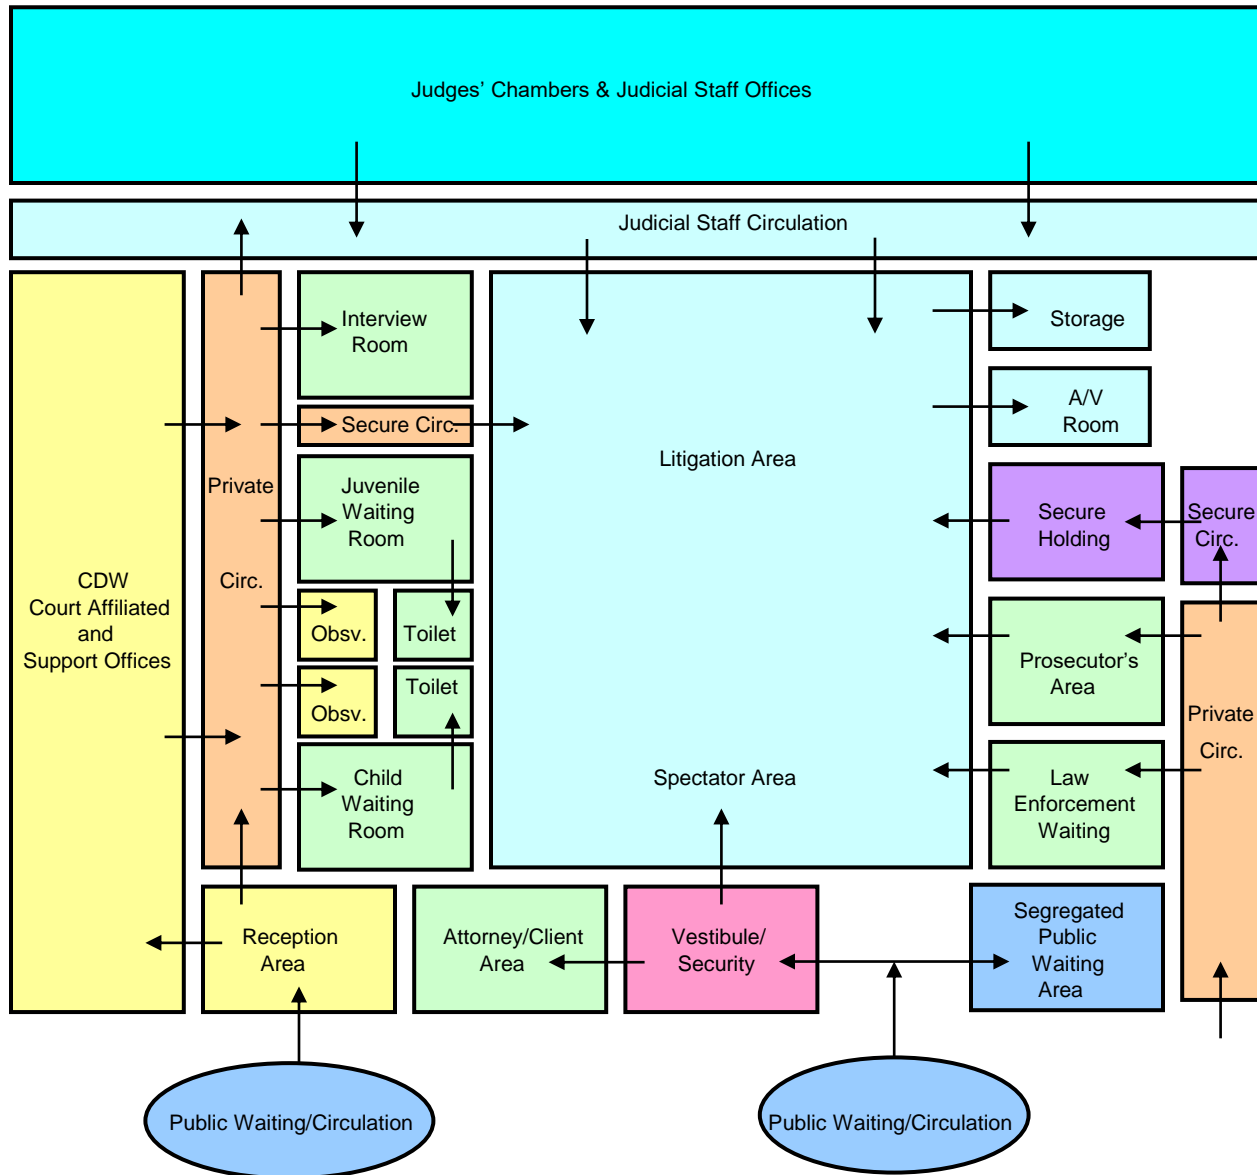 Judges’ Chambers & Judicial Staff Offices
Judicial Staff Circulation
Interview
Room
Storage
Secure Circ.
A/V
Room
Litigation Area
Private
Circ.
Juvenile
Waiting
Room
Secure
Holding
Secure
Circ.
CDW
Court Affiliated
and
Support Offices
Obsv.
Toilet
Obsv.
Toilet
Prosecutor’s
Area
Private
Circ.
Child
Waiting
Room
Spectator Area
Law
Enforcement
Waiting
Reception
Area
Attorney/Client
Area
Vestibule/
Security
Segregated
Public
Waiting
Area
Public Waiting/Circulation
Public Waiting/Circulation